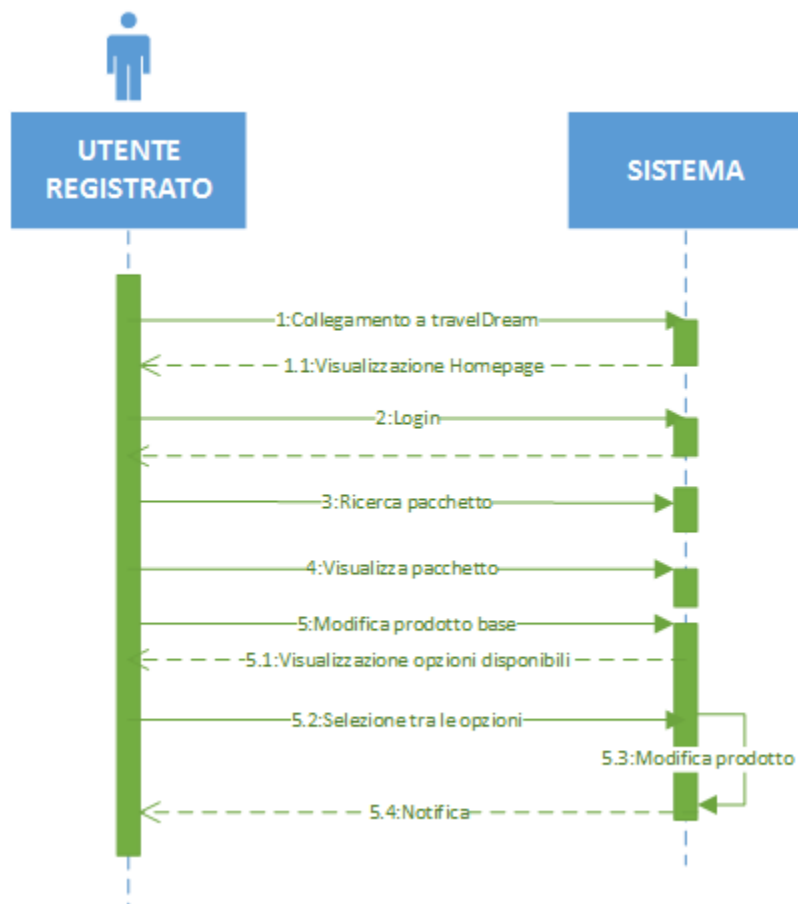 UTENTE
REGISTRATO
SISTEMA
1:Collegamento a travelDream
1.1:Visualizzazione Homepage
2:Login
3:Ricerca pacchetto
4:Visualizza pacchetto
5:Modifica prodotto base
5.1:Visualizzazione opzioni disponibili
5.2:Selezione tra le opzioni
5.3:Modifica prodotto
5.4:Notifica